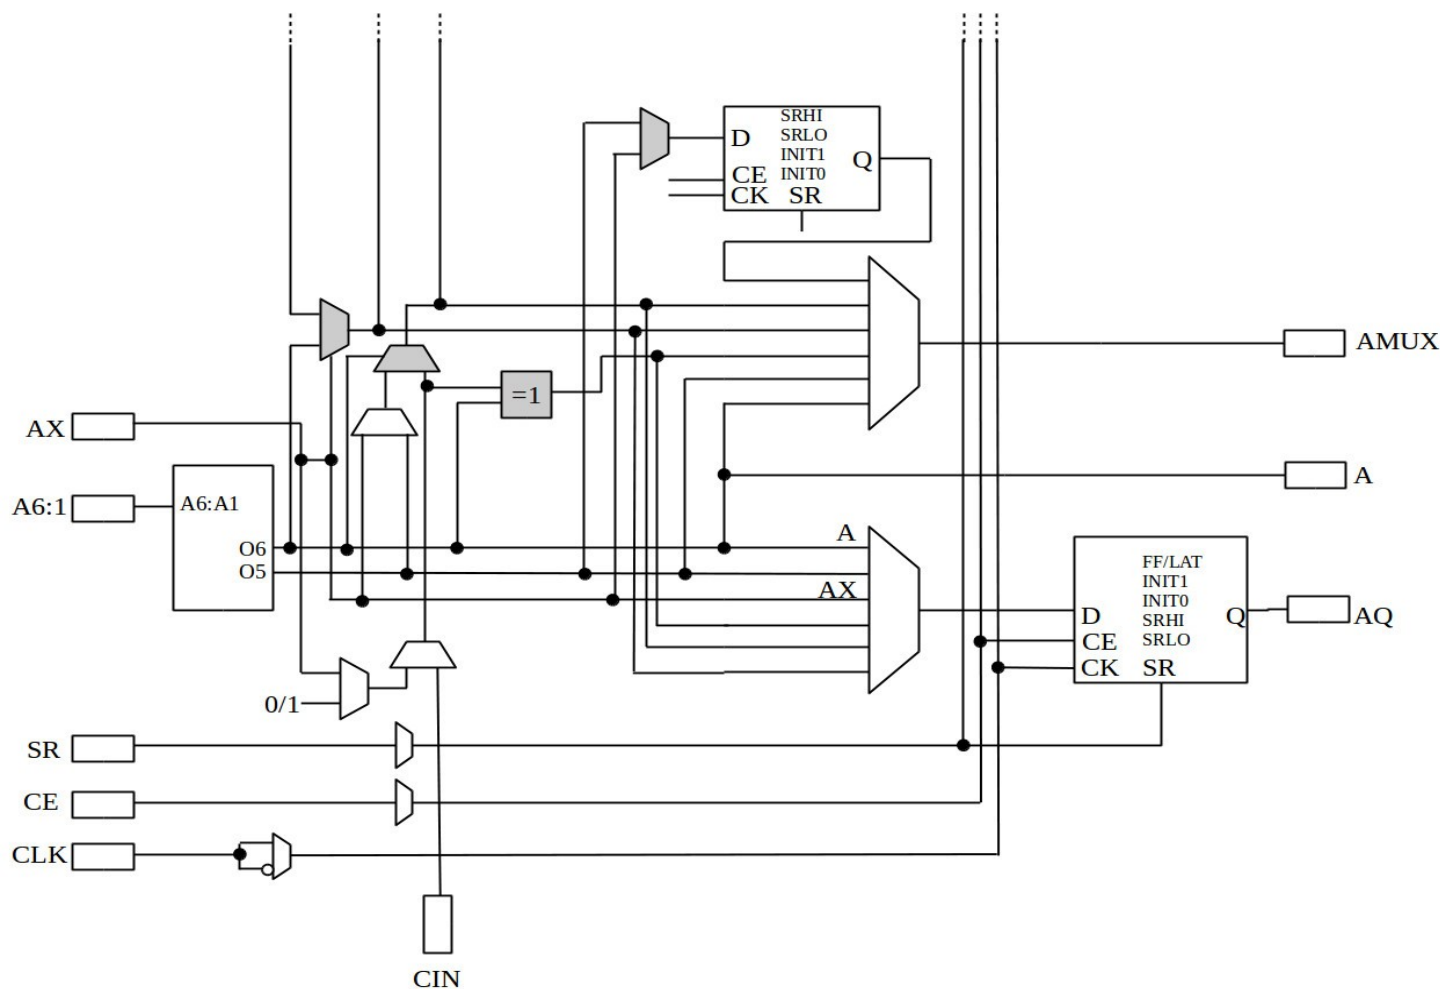 SRHI
D SRLO
INIT1 Q
CE INIT0
CK SR
AMUX
=1
AX
A
A6:1 A6:A1
A
O6
O5
FF/LAT
INIT1
AX
INIT0
D SRHI Q AQ
CE SRLO
CK SR
0/1
SR
CE
CLK
CIN